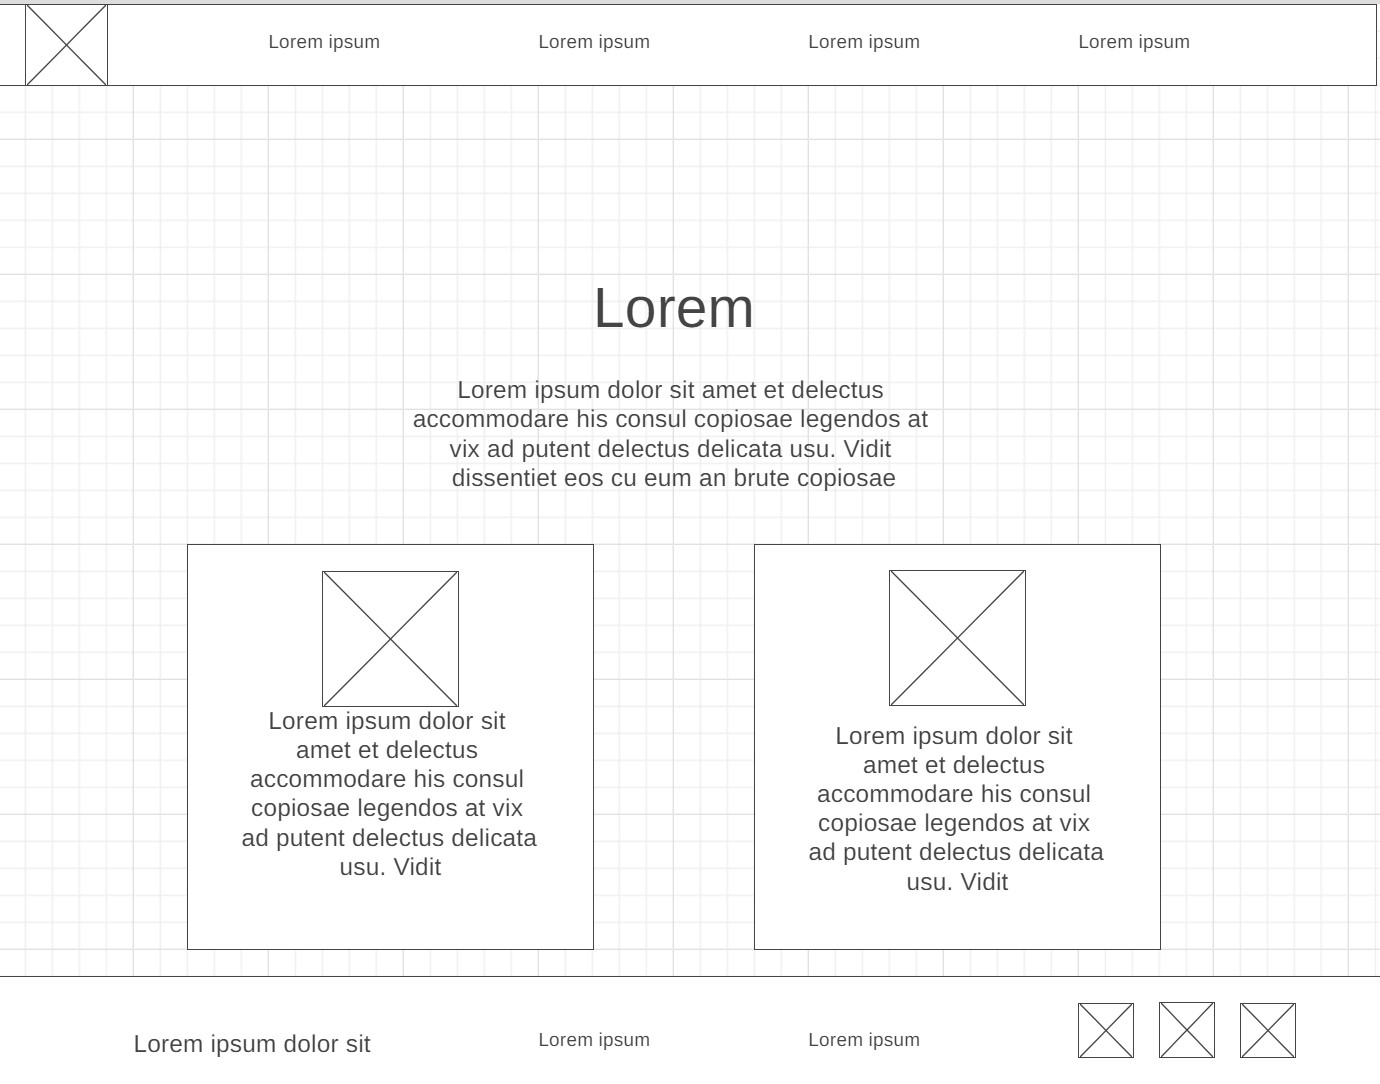 Lorem ipsum
Lorem ipsum
Lorem ipsum
Lorem ipsum
Lorem
Lorem ipsum dolor sit amet et delectus
accommodare his consul copiosae legendos at
vix ad putent delectus delicata usu. Vidit
dissentiet eos cu eum an brute copiosae
Lorem ipsum dolor sit
amet et delectus
accommodare his consul
copiosae legendos at vix
ad putent delectus delicata
usu. Vidit
Lorem ipsum dolor sit
amet et delectus
accommodare his consul
copiosae legendos at vix
ad putent delectus delicata
usu. Vidit
Lorem ipsum dolor sit
Lorem ipsum
Lorem ipsum